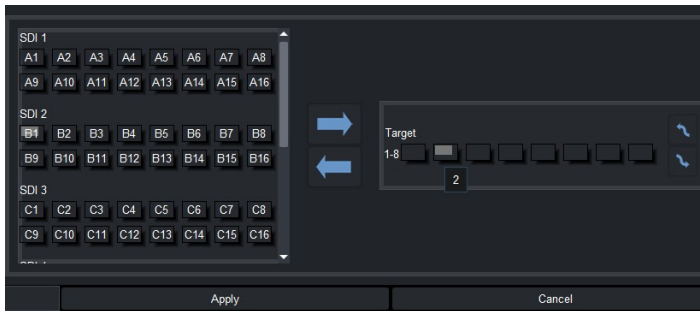 SDI 1
A1 A2 A3 A4 A5 A6 A7 A8
A9 A10 A11 A12 A13 A14 A15 A16
SDI 2
B1 B2 B3 B4 B5 B6 B7 B8
B9 B10 B11 B12 B13 B14 B15 B16
SDI 3
C1 C2 C3 C4 C5 C6 C7 C8
C9 C10 C11 C12 C13 C14 C15 C16
Target
1-8
2
Apply Cancel